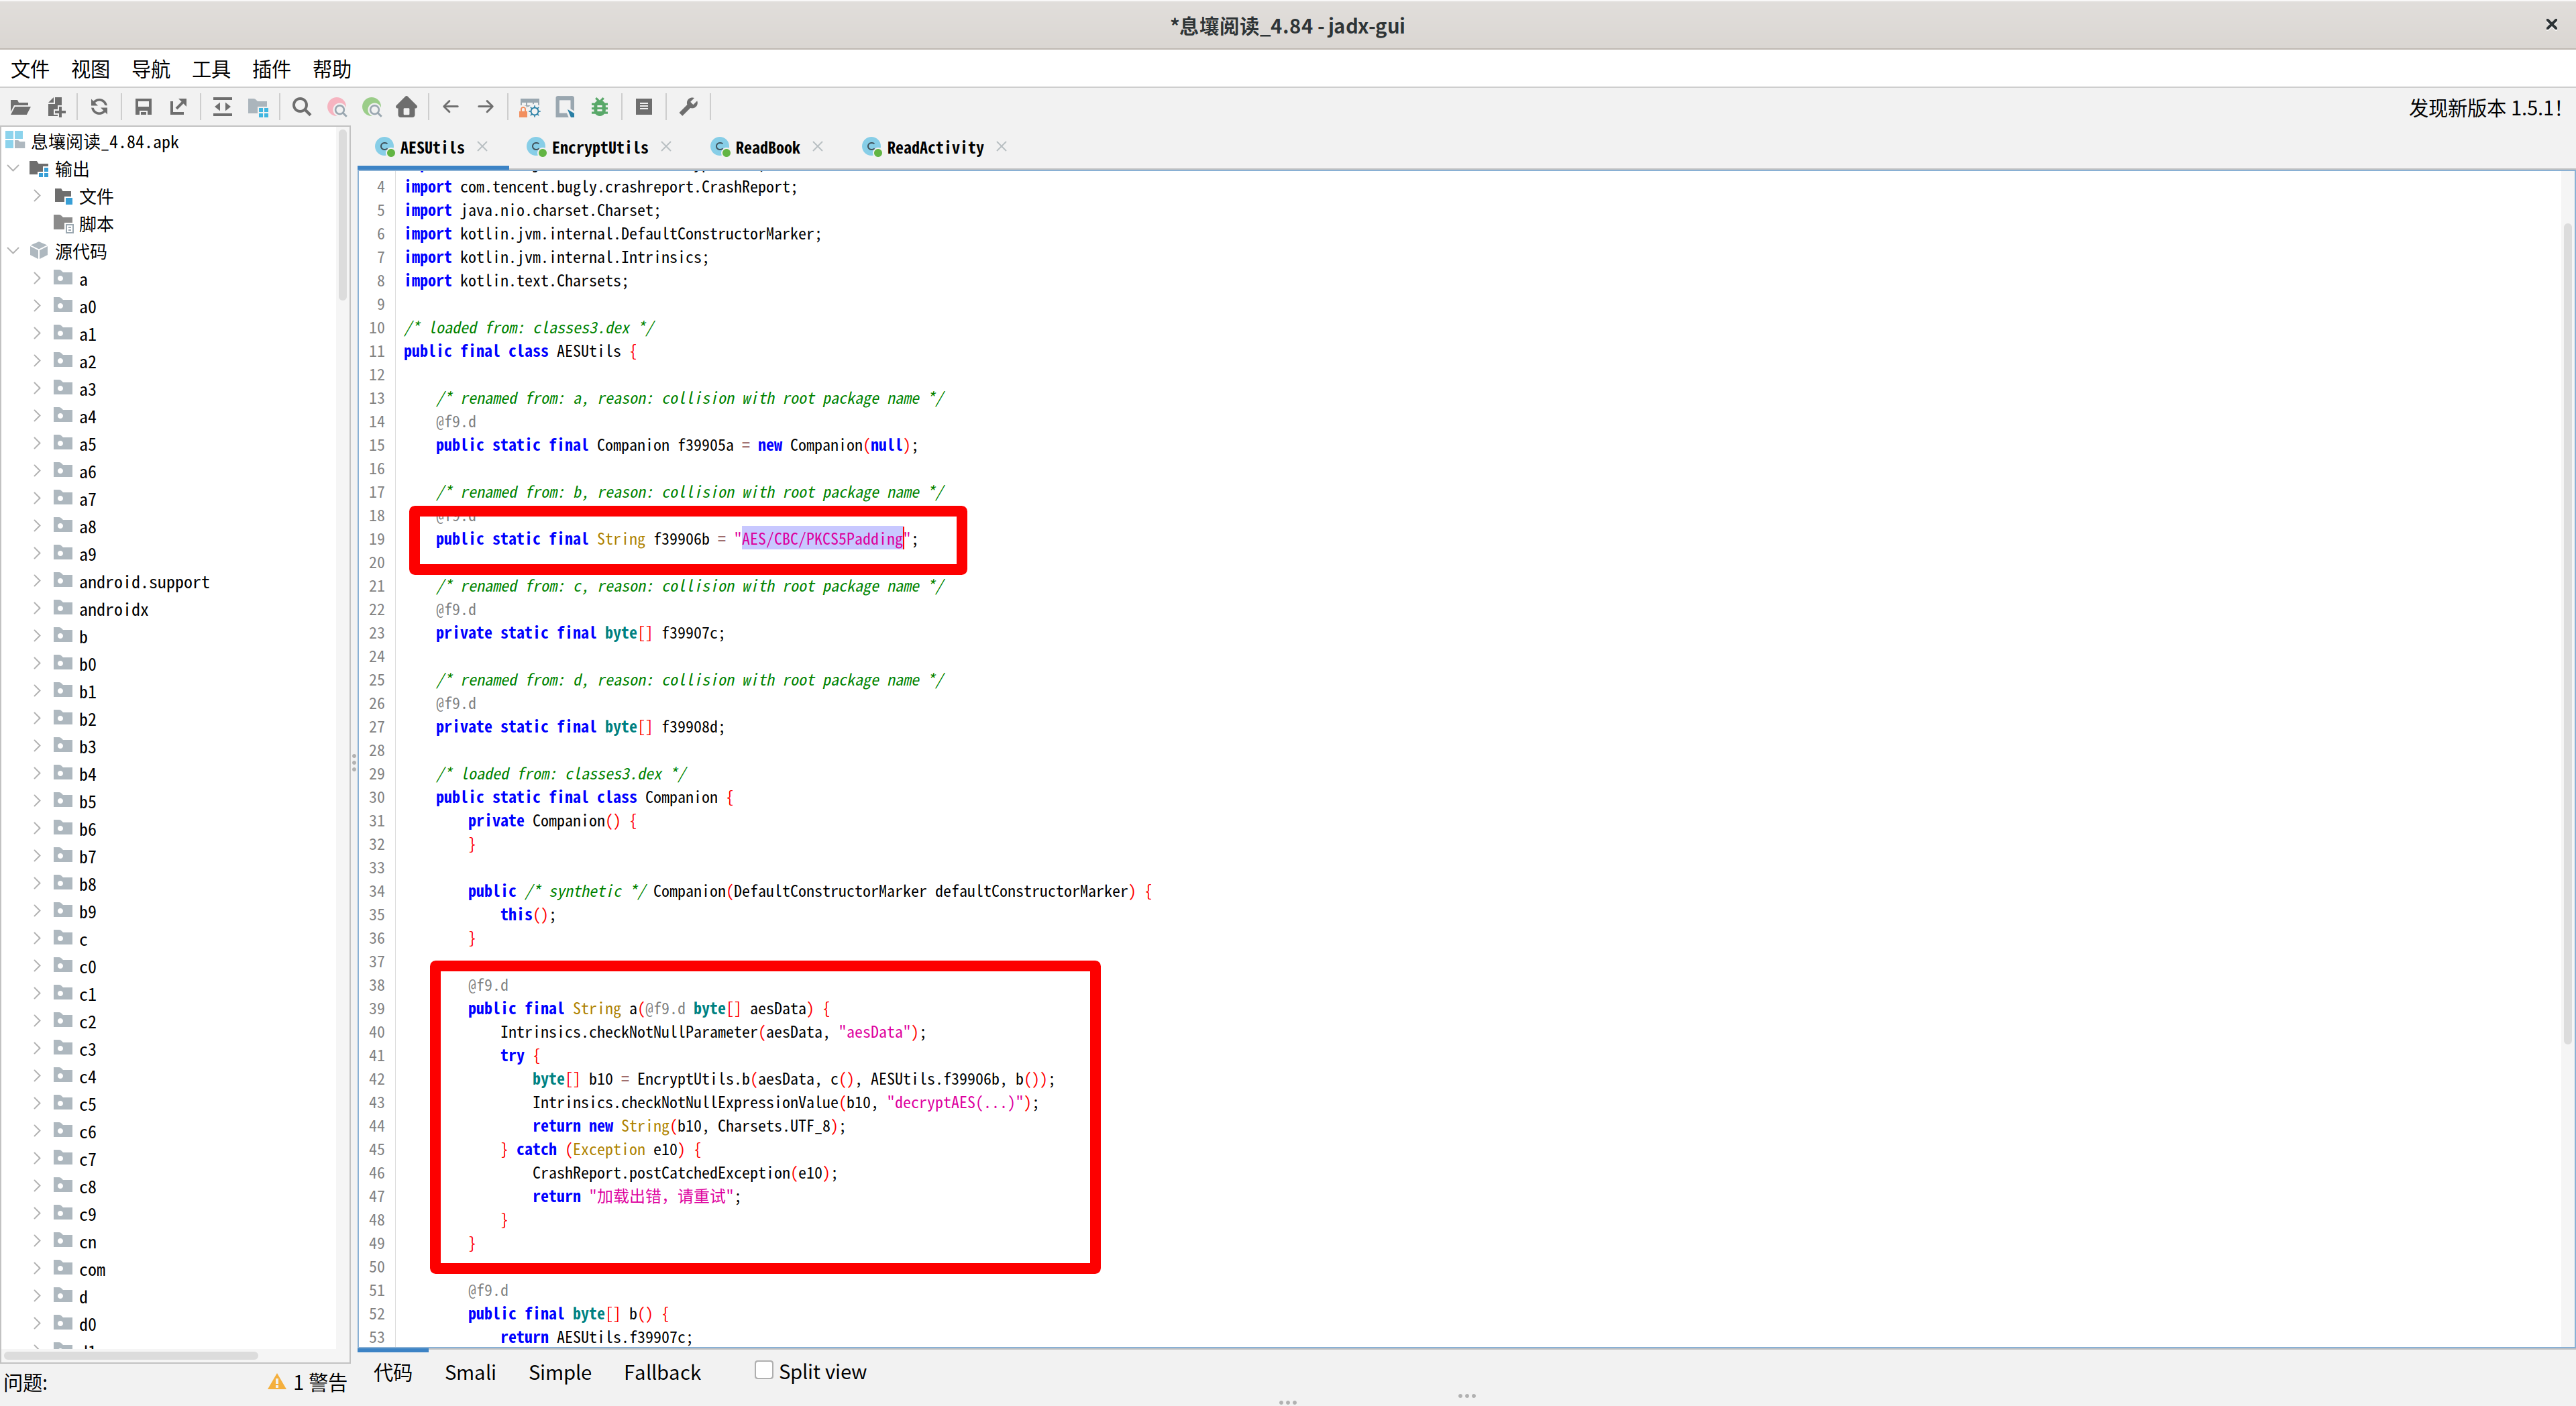 *息壤阅读_4.84 - jadx-gui
文件 视图 导航 工具 插件 帮助
发现新版本 1.5.1!
息壤阅读_4.84.apk
输出
文件
脚本
源代码
a
a0
a1
a2
a3
a4
a5
a6
a7
a8
a9
android.support
androidx
b
b0
b1
b2
b3
b4
b5
b6
b7
b8
b9
c
c0
c1
c2
c3
c4
c5
c6
c7
c8
c9
cn
com
d
d0
问题:
1 警告
AESUtils EncryptUtils ReadBook ReadActivity
4 import com.tencent.bugly.crashreport.CrashReport;
5 import java.nio.charset.Charset;
6 import kotlin.jvm.internal.DefaultConstructorMarker;
7 import kotlin.jvm.internal.Intrinsics;
8 import kotlin.text.Charsets;
9
10 /* loaded from: classes3.dex */
11 public final class AESUtils {
12
13 /* renamed from: a, reason: collision with root package name */
14 @f9.d
15 public static final Companion f39905a = new Companion(null);
16
17 /* renamed from: b, reason: collision with root package name */
18 @f9.d
19 public static final String f39906b = "AES/CBC/PKCS5Padding";
20
21 /* renamed from: c, reason: collision with root package name */
22 @f9.d
23 private static final byte[] f39907c;
24
25 /* renamed from: d, reason: collision with root package name */
26 @f9.d
27 private static final byte[] f39908d;
28
29 /* loaded from: classes3.dex */
30 public static final class Companion {
31 private Companion() {
32 }
33
34 public /* synthetic */ Companion(DefaultConstructorMarker defaultConstructorMarker) {
35 this();
36 }
37
38 @f9.d
39 public final String a(@f9.d byte[] aesData) {
40 Intrinsics.checkNotNullParameter(aesData, "aesData");
41 try {
42 byte[] b10 = EncryptUtils.b(aesData, c(), AESUtils.f39906b, b());
43 Intrinsics.checkNotNullExpressionValue(b10, "decryptAES(...)");
44 return new String(b10, Charsets.UTF_8);
45 } catch (Exception e10) {
46 CrashReport.postCatchedException(e10);
47 return "加载出错，请重试";
48 }
49 }
50
51 @f9.d
52 public final byte[] b() {
53 return AESUtils.f39907c;
代码 Smali Simple Fallback Split view